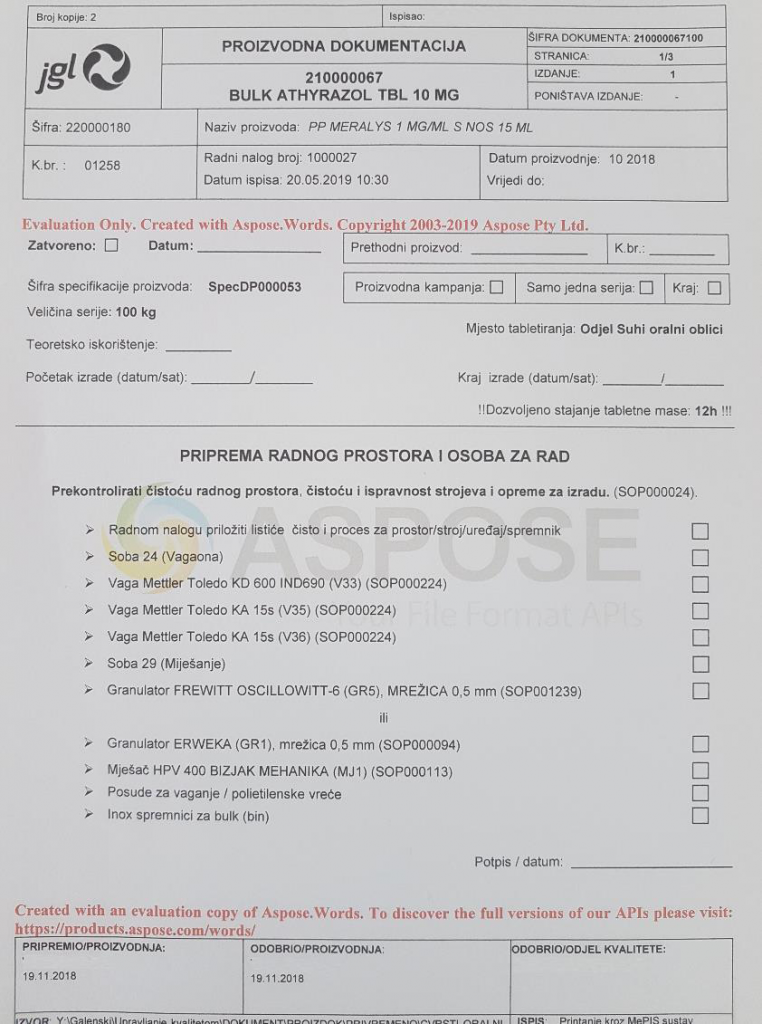 Broj kopije: 2
Ispisao:
jgl
PROIZVODNA DOKUMENTACIJA
210000067
BULK ATHYRAZOL TBL 10 MG
ŠIFRA DOKUMENTA: 210000067100
STRANICA: 1/3
IZDANJE: 1
PONIŠTAVA IZDANJE: -
Šifra: 220000180
Naziv proizvoda: PP MERALYS 1 MG/ML S NOS 15 ML
K.br. : 01258
Radni nalog broj: 1000027
Datum ispisa: 20.05.2019 10:30
Datum proizvodnje: 10 2018
Vrijedi do:
Evaluation Only. Created with Aspose.Words. Copyright 2003-2019 Aspose Pty Ltd.
Zatvoreno: Datum:
Prethodni proizvod: K.br.:
Šifra specifikacije proizvoda: SpecDP000053
Proizvodna kampanja: Samo jedna serija: Kraj:
Veličina serije: 100 kg
Mjesto tabletiranja: Odjel Suhi oralni oblici
Teoretsko iskorištenje:
Početak izrade (datum/sat): /
Kraj izrade (datum/sat): /
!!Dozvoljeno stajanje tabletne mase: 12h !!!
PRIPREMA RADNOG PROSTORA I OSOBA ZA RAD
Prekontrolirati čistoću radnog prostora, čistoću i ispravnost strojeva i opreme za izradu. (SOP000024).
ASPOSE
Your File Format APIs
Radnom nalogu priložiti listiće čisto i proces za prostor/stroj/uređaj/spremnik
Soba 24 (Vagaona)
Vaga Mettler Toledo KD 600 IND690 (V33) (SOP000224)
Vaga Mettler Toledo KA 15s (V35) (SOP000224)
Vaga Mettler Toledo KA 15s (V36) (SOP000224)
Soba 29 (Miješanje)
Granulator FREWITT OSCILLOWITT-6 (GR5), MREŽICA 0,5 mm (SOP001239)
ili
Granulator ERWEKA (GR1), mrežica 0,5 mm (SOP000094)
Mješač HPV 400 BIZJAK MEHANIKA (MJ1) (SOP000113)
Posude za vaganje / polietilenske vreće
Inox spremnici za bulk (bin)
Potpis / datum:
Created with an evaluation copy of Aspose.Words. To discover the full versions of our APIs please visit:
https://products.aspose.com/words/
PRIPREMIO/PROIZVODNJA:
19.11.2018
ODOBRIO/PROIZVODNJA:
19.11.2018
ODOBRIO/ODJEL KVALITETE:
IZVOR: Y:\Galenski\Upravljanje kvalitetom\DOKUMENT\PROIZDOK\PRIVREMENO\CVRSTI ORALNI
ISPIS: Printanje kroz MePIS sustav